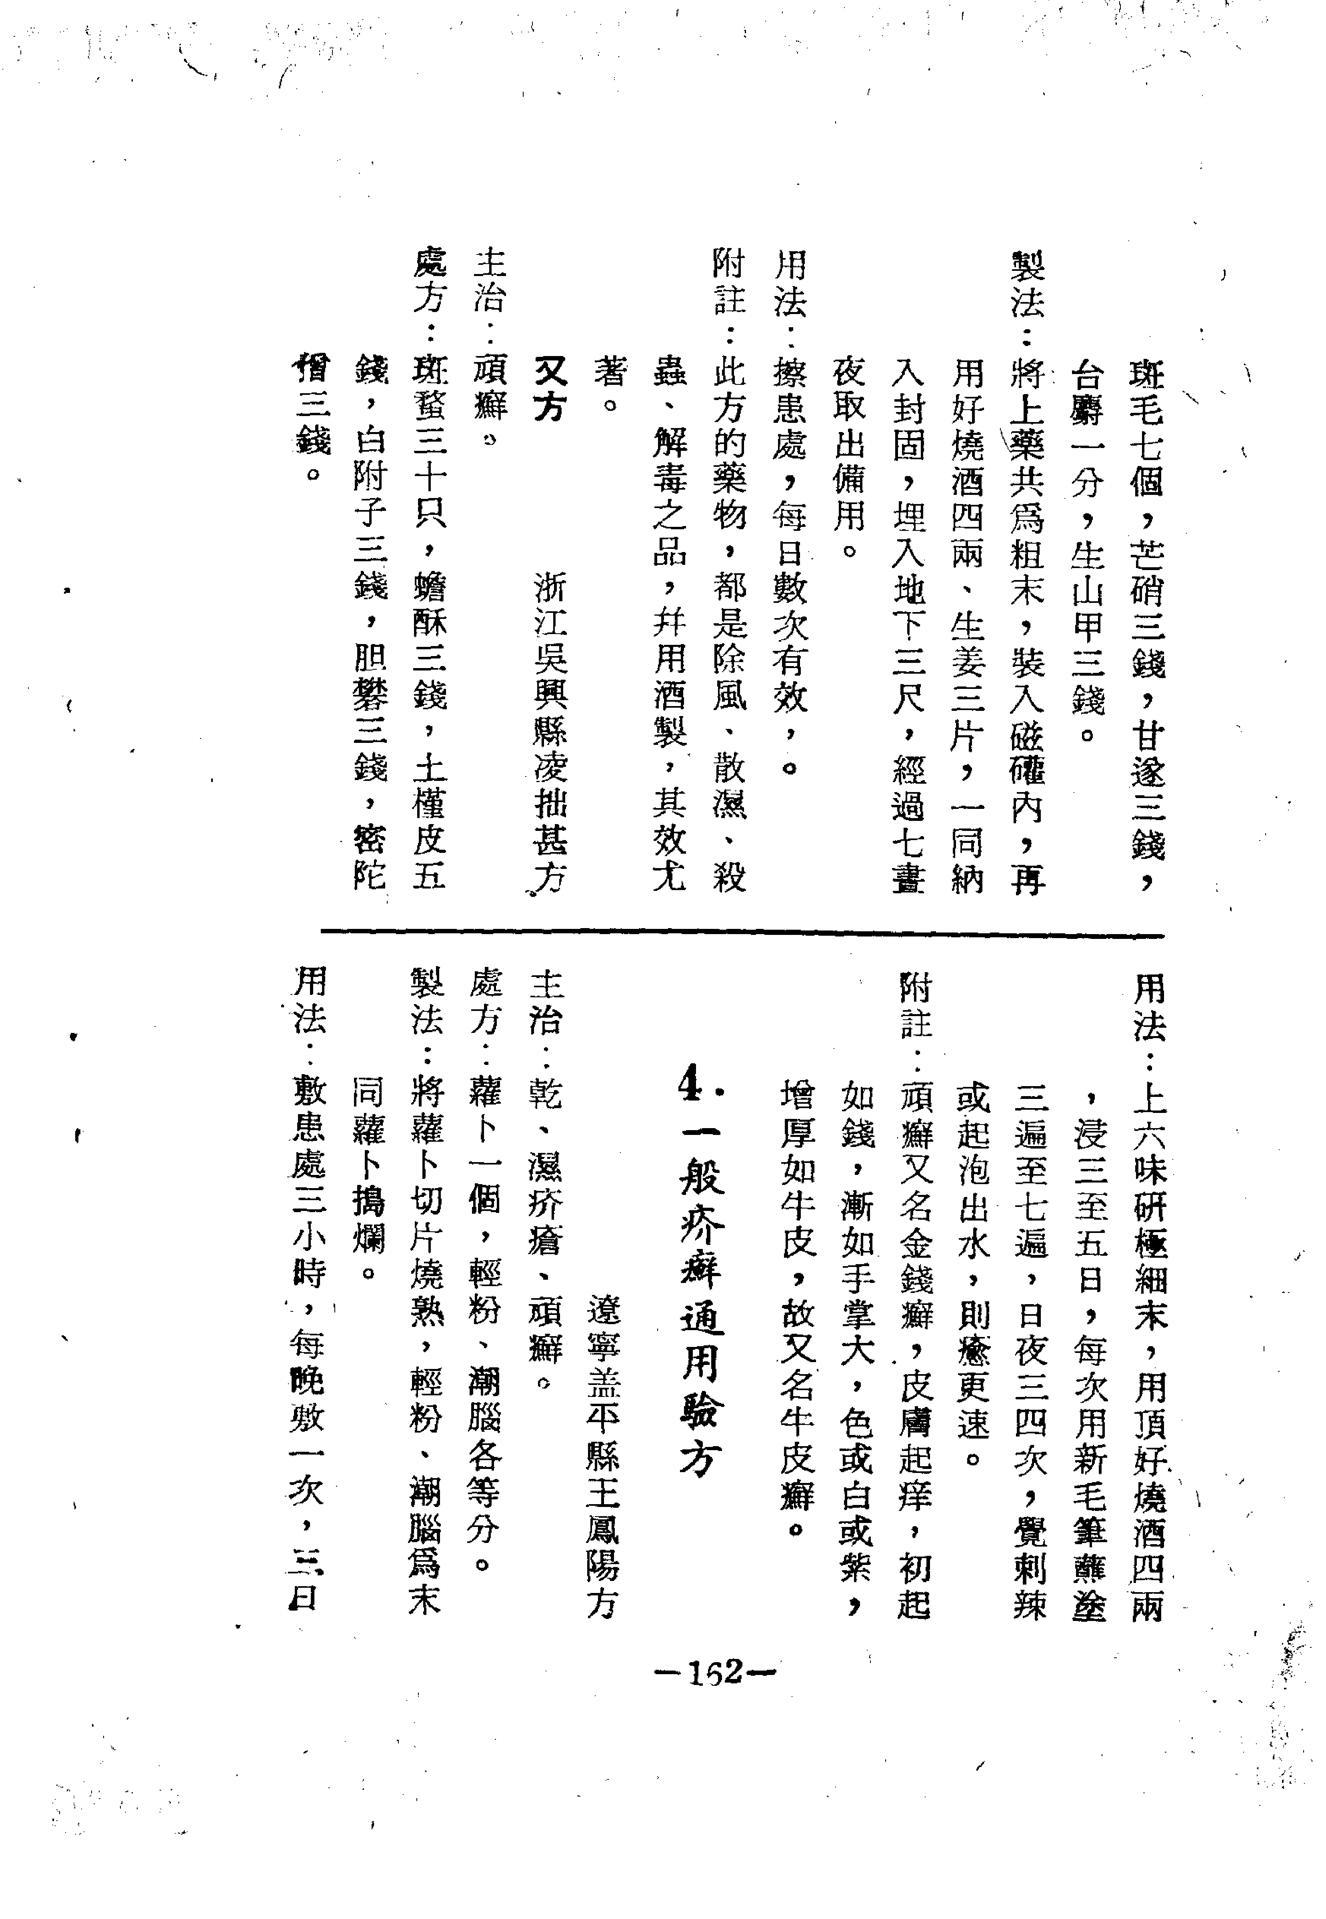 斑毛七個，芒硝三錢，甘遂三錢，
台麝一分，生山甲三錢。
製法：將上藥共爲粗末，裝入磁礶內，再
用好燒酒四兩、生姜三片，一同納
入封固，埋入地下三尺，經過七晝
夜取出備用。
用法：擦患處，每日數次有效，。
附註：此方的藥物，都是除風、散濕、殺
蟲、解毒之品，幷用酒製，其效尤
著。
又方　浙江吳興縣凌拙甚方
主治：頑癬。
處方：斑蝥三十只，蟾酥三錢，土槿皮五
錢，白附子三錢，胆礬三錢，密陀
僧三錢。
用法：上六味研極細末，用頂好燒酒四兩
，浸三至五日，每次用新毛筆蘸塗
三遍至七遍，日夜三四次，覺刺辣
或起泡出水，則癒更速。
附註：頑癬又名金錢癬，皮膚起痒，初起
如錢，漸如手掌大，色或白或紫，
增厚如牛皮，故又名牛皮癬。
4．一般疥癬通用驗方
遼寧盖平縣王鳳陽方
主治：乾、濕疥瘡、頑癬。
處方：蘿卜一個，輕粉、潮腦各等分。
製法：將蘿卜切片燒熟，輕粉、潮腦爲末
同蘿卜搗爛。
用法：敷患處三小時，每晚敷一次，三日
—162—